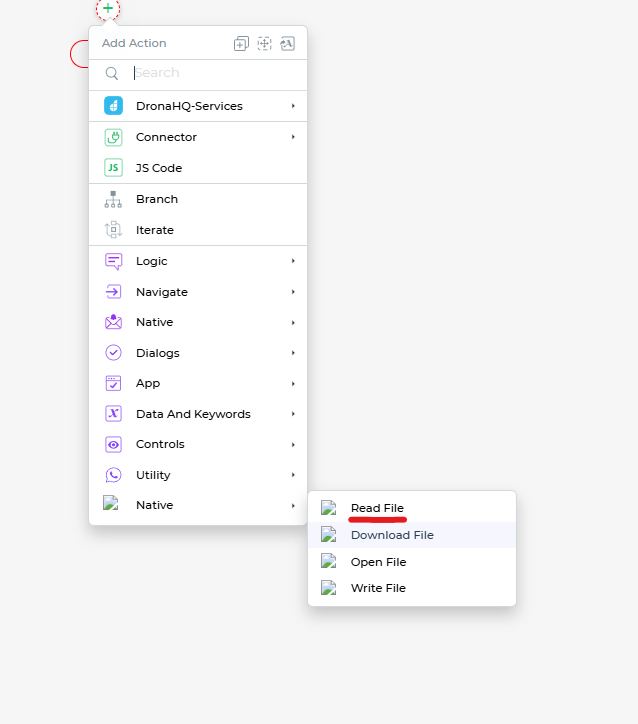 Add Action
Search
DronaHQ-Services
Connector
JS Code
Branch
Iterate
Logic
Navigate
Native
Dialogs
App
Data And Keywords
Controls
Utility
Native
Read File
Download File
Open File
Write File